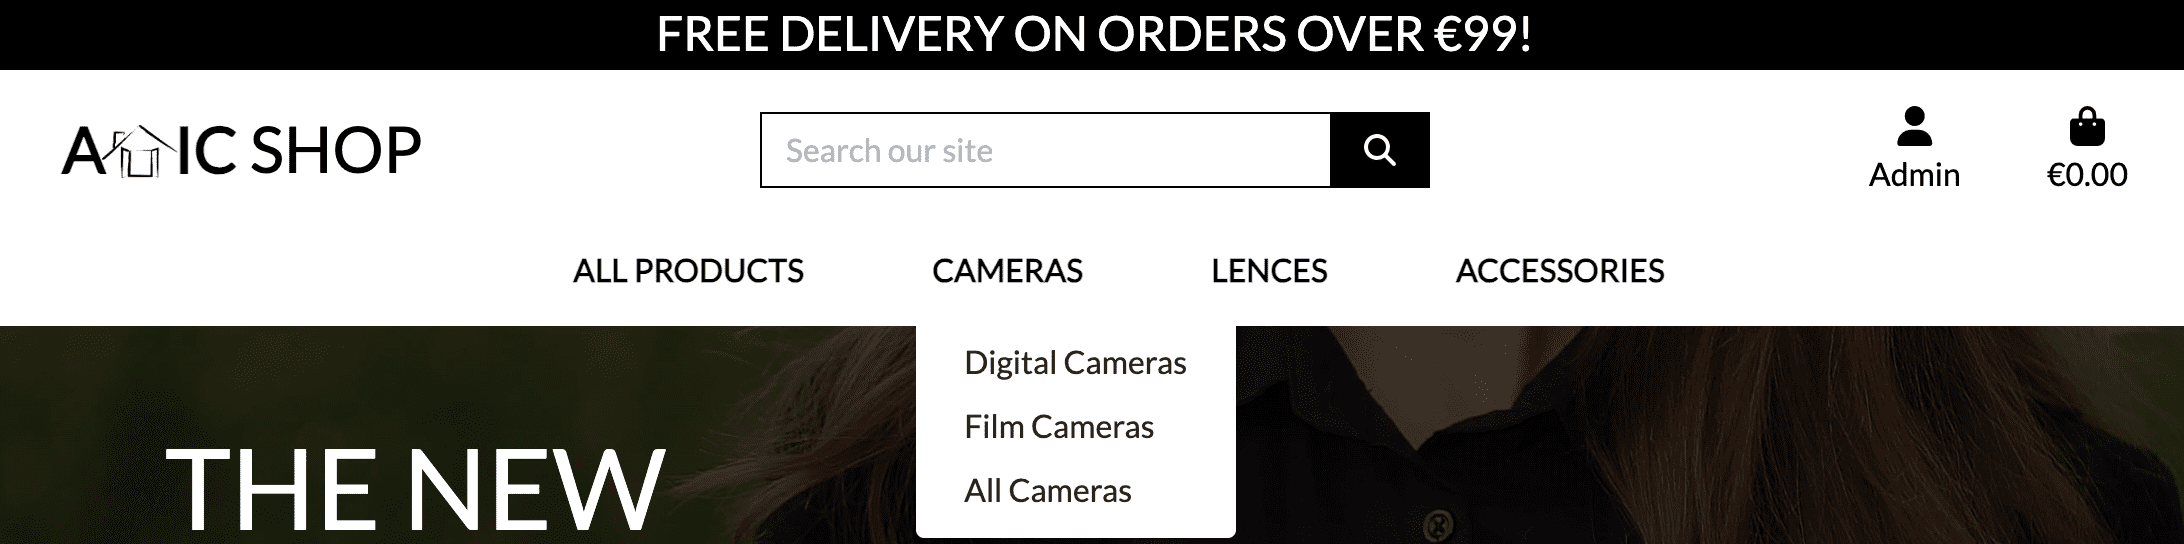 FREE DELIVERY ON ORDERS OVER €99!
ATTIC SHOP
Search our site
Admin
€0.00
ALL PRODUCTS
CAMERAS
LENCES
ACCESSORIES
Digital Cameras
Film Cameras
All Cameras
THE NEW